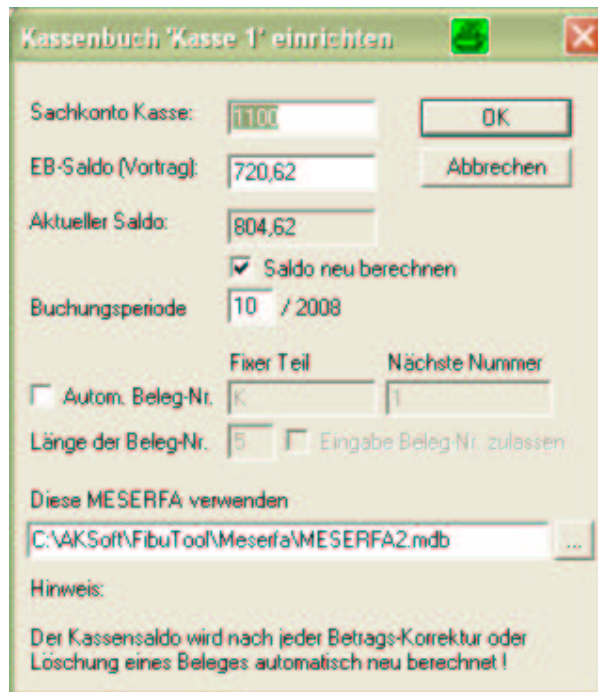 Kassenbuch 'Kasse 1' einrichten
Sachkonto Kasse: 1100 OK
EB-Saldo (Vortrag): 720,62 Abbrechen
Aktueller Saldo: 804,62
Saldo neu berechnen
Buchungsperiode 10 / 2008
Fixer Teil Nächste Nummer
Autom. Beleg-Nr. K 1
Länge der Beleg-Nr. 5 Eingabe Beleg-Nr. zulassen
Diese MESERFA verwenden
C:\AKSoft\FibuTool\Meserfa\MESERFA2.mdb ...
Hinweis:
Der Kassensaldo wird nach jeder Betrags-Korrektur oder
Löschung eines Beleges automatisch neu berechnet !